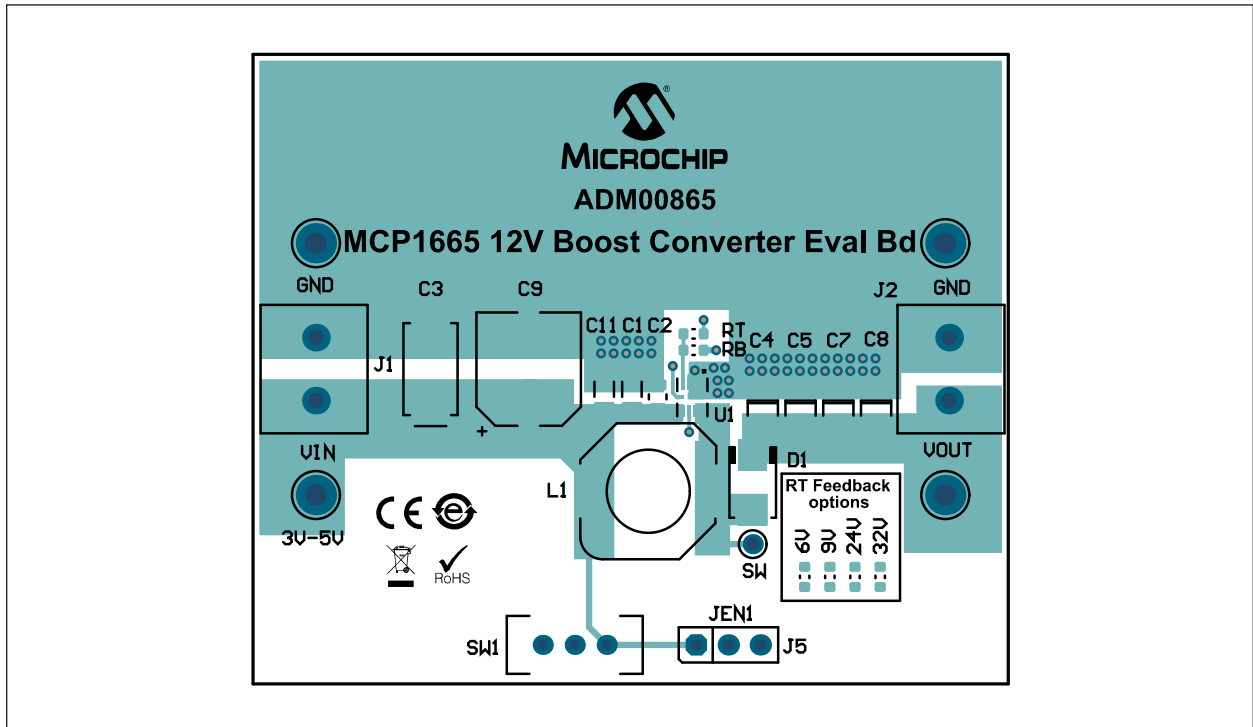 MICROCHIP
®
ADM00865
MCP1665 12V Boost Converter Eval Bd
GND
C3
C9
J2
GND
C11 C1 C2
RT
RB
C4 C5 C7 C8
J1
U1
+
VIN
VOUT
D1
L1
RT Feedback
options
6V 9V 24V 32V
3V-5V
CE
e
RoHS
SW
JEN1
SW1
J5